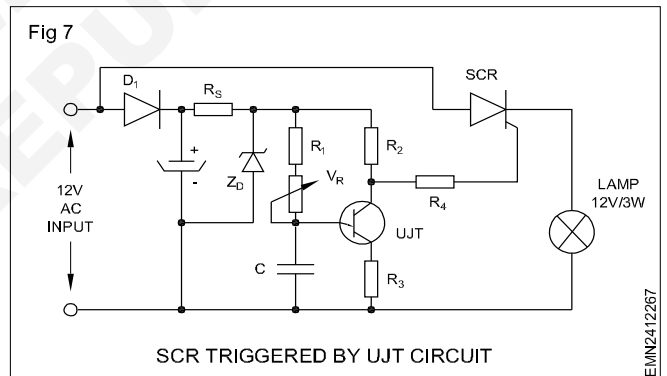 Fig 7
D1
RS
SCR
+
-
ZD
R1
VR
R2
R4
UJT
C
R3
12V
AC
INPUT
LAMP
12V/3W
SCR TRIGGERED BY UJT CIRCUIT
EMN2412267